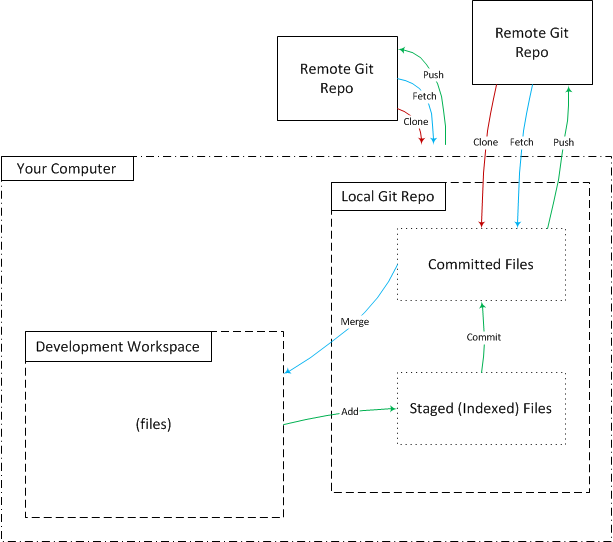 Remote Git
Repo
Remote Git
Repo
Push
Fetch
Clone
Clone
Fetch
Push
Your Computer
Local Git Repo
Committed Files
Merge
Commit
Development Workspace
Add
Staged (Indexed) Files
(files)